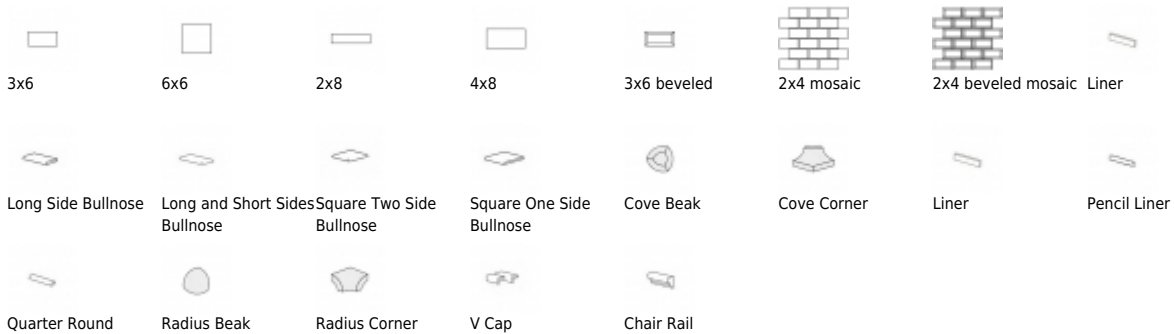 3x6
6x6
2x8
4x8
3x6 beveled
2x4 mosaic
2x4 beveled mosaic
Liner
Long Side Bullnose
Long and Short Sides
Bullnose
Square Two Side
Bullnose
Square One Side
Bullnose
Cove Beak
Cove Corner
Liner
Pencil Liner
Quarter Round
Radius Beak
Radius Corner
V Cap
Chair Rail